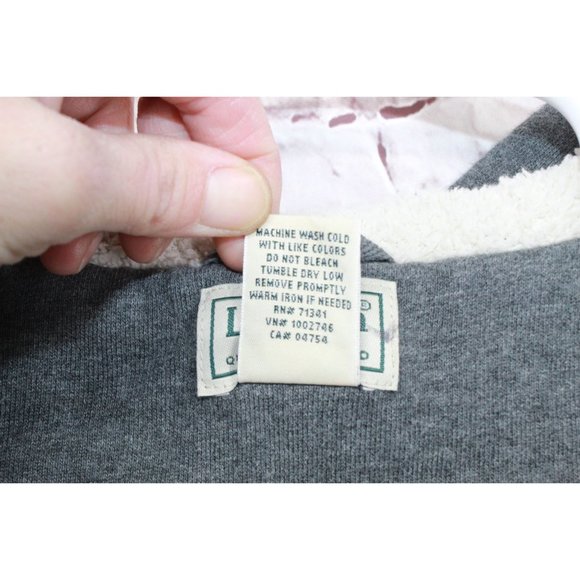 MACHINE WASH COLD
WITH LIKE COLORS
DO NOT BLEACH
TUMBLE DRY LOW
REMOVE PROMPTLY
WARM IRON IF NEEDED
RN# 71341
VN# 1002746
CA# 04754